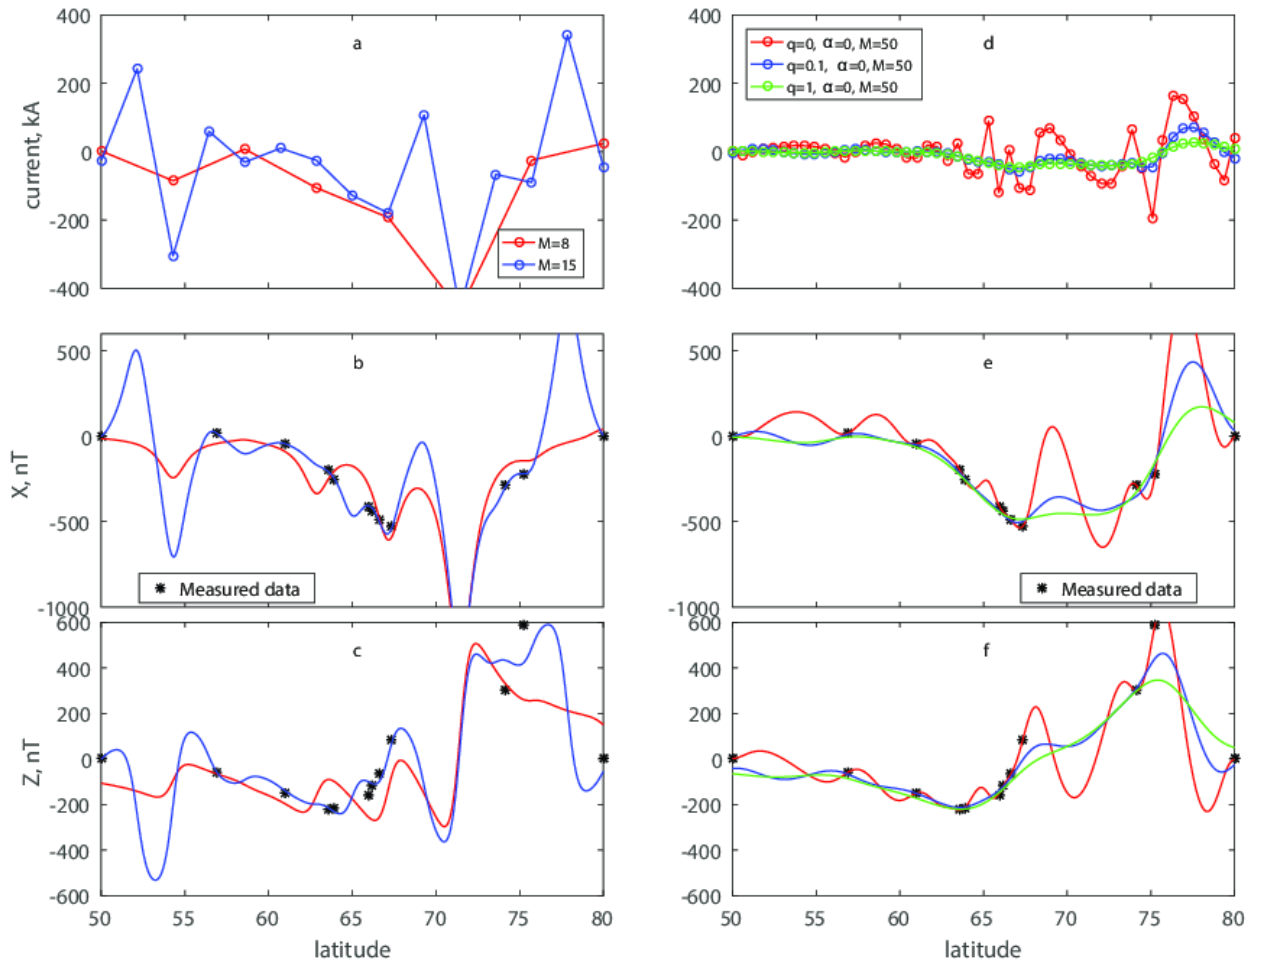 a
400
200
0
-200
-400
current, kA
M=8
M=15
b
500
0
-500
-1000
X, nT
Measured data
c
600
400
200
0
-200
-400
-600
Z, nT
50 55 60 65 70 75 80
latitude
d
400
200
0
-200
-400
q=0, α=0, M=50
q=0.1, α=0, M=50
q=1, α=0, M=50
e
500
0
-500
-1000
Measured data
f
600
400
200
0
-200
-400
-600
50 55 60 65 70 75 80
latitude